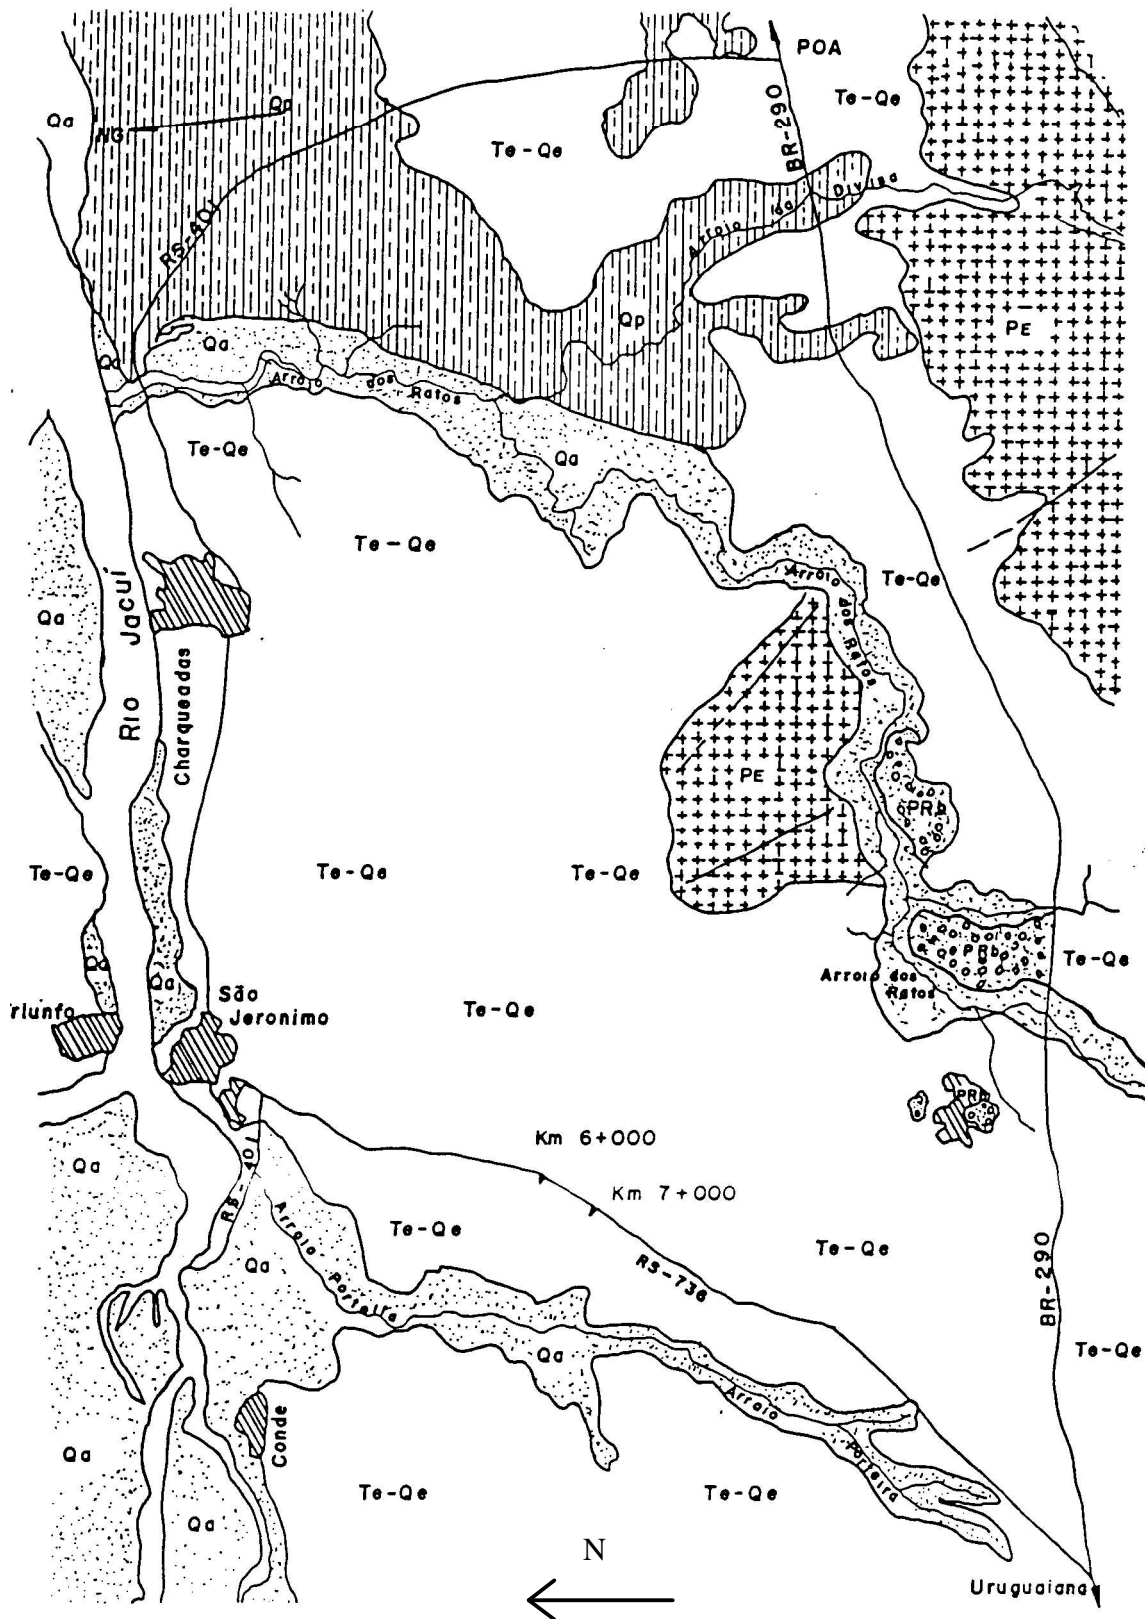 POA
Qa
Qp
NG
Te-Qe
Te-Qe
BR-290
RS-401
Arroio da Divisa
Qp
PE
Qa
Qa
Arroio dos Ratos
Te-Qe
Qa
Te-Qe
Te-Qe
Arroio dos Ratos
Qa
Rio Jacuí
Charqueadas
PE
PRb
Te-Qe
Te-Qe
Te-Qe
PRb
Te-Qe
Qa
Qa
Arroio dos
Ratos
São
Jeronimo
Te-Qe
riunfo
PRb
Km 6+000
RS-401
Qa
Km 7+000
Arroio Porteira
Te-Qe
Te-Qe
Qa
RS-736
BR-290
Qa
Te-Qe
Arroio Porteira
Conde
Qa
Te-Qe
Te-Qe
Qa
N
Uruguaiana